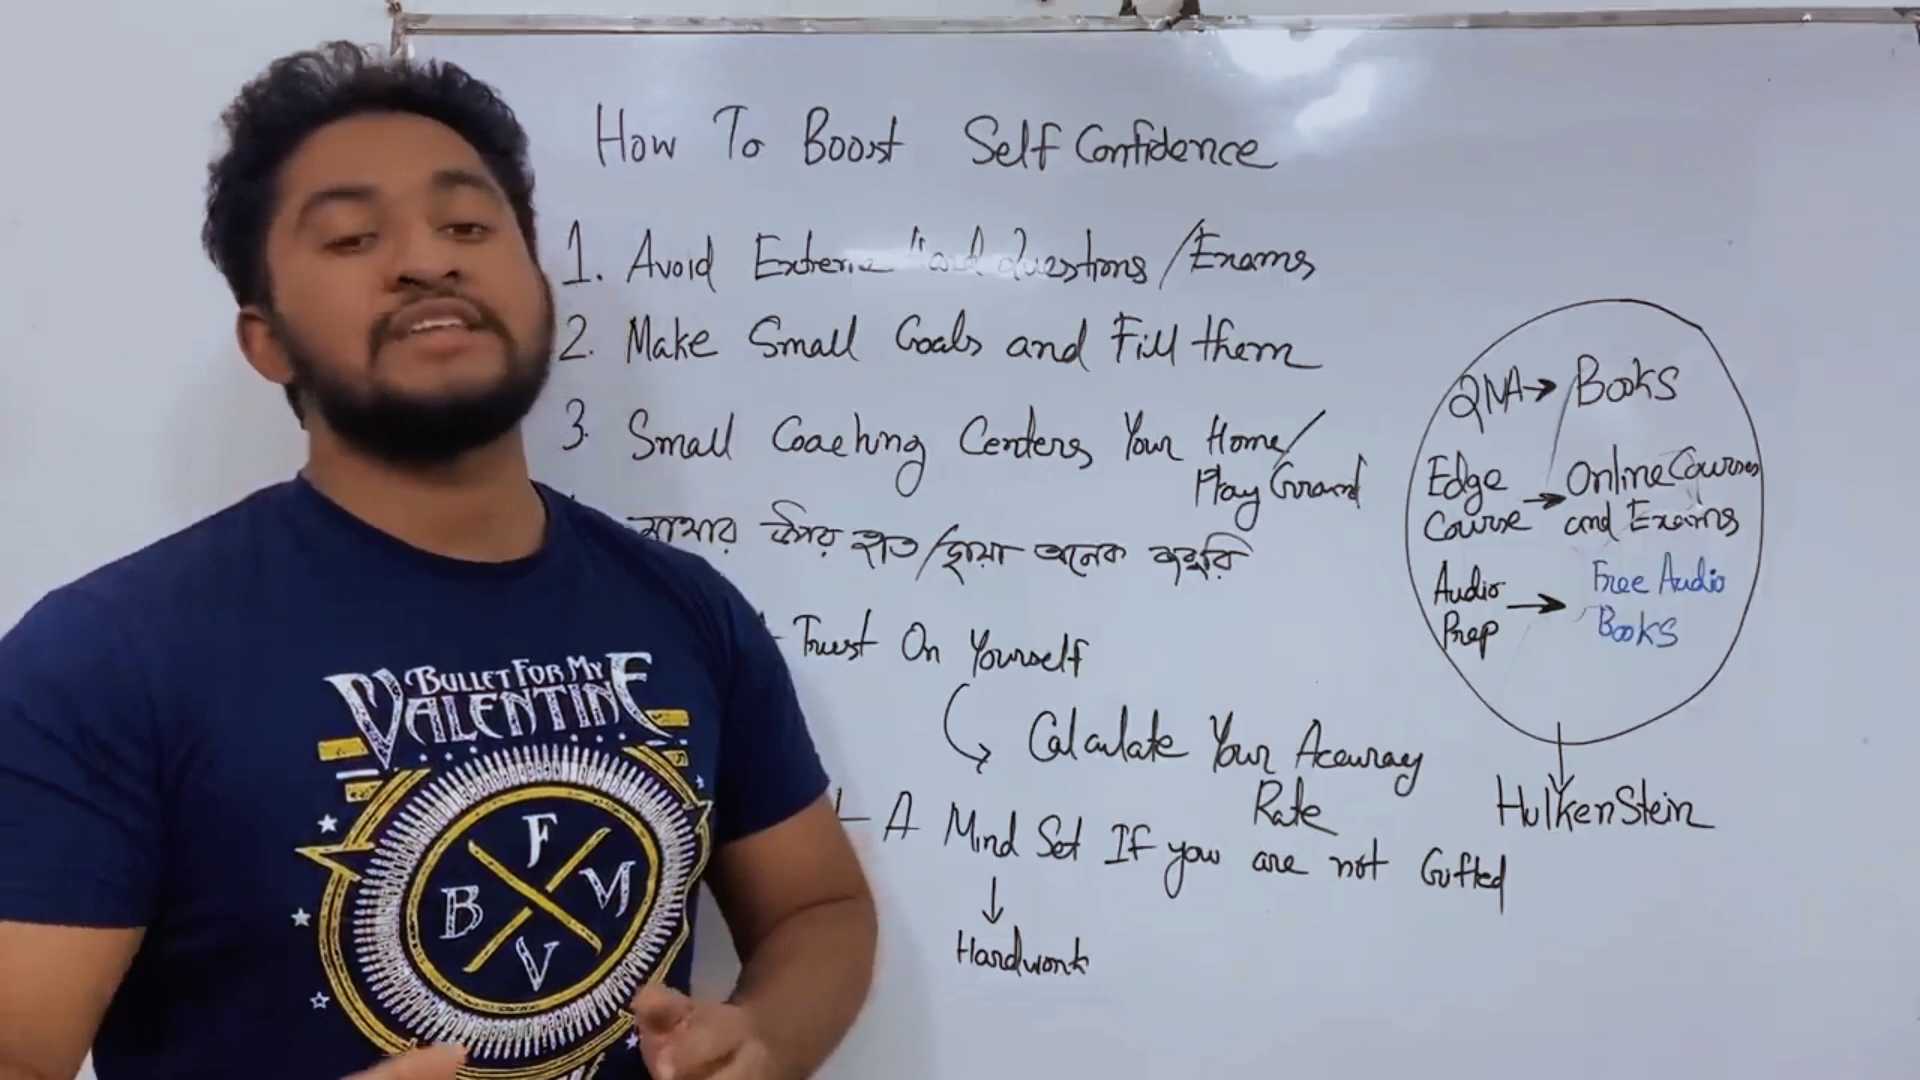 How To Boost Self Confidence
1. Avoid Extreme Hard Questions/Exams
2. Make Small Goals and Fill them
3. Small Coaching Centers Your Home/
Play Ground
মাথার উপর হাত/ছায়া অনেক জরুরি
Trust On Yourself
Calculate Your Accuracy
Rate
A Mind Set If you are not Gifted
Hardwork
QNA → Books
Edge Course → Online Courses and Exams
Audio Prep → Free Audio Books
HulkenStein
BULLET FOR MY
VALENTINE
F
B M
V